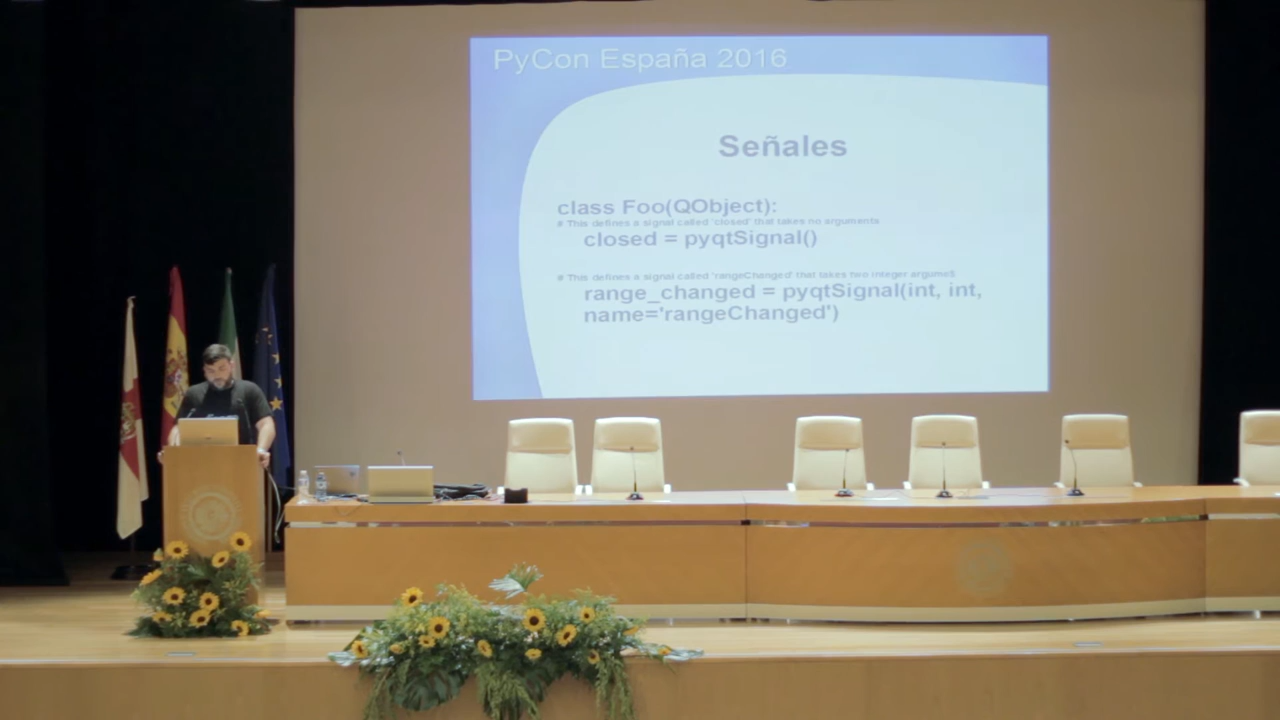 PyCon España 2016
Señales
class Foo(QObject):
# This defines a signal called 'closed' that takes no arguments
closed = pyqtSignal()
# This defines a signal called 'rangeChanged' that takes two integer argumeS
range_changed = pyqtSignal(int, int,
name='rangeChanged')